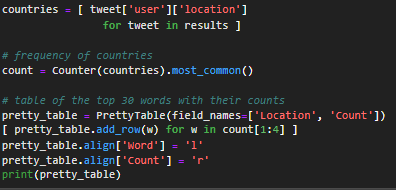 countries = [ tweet['user']['location']
for tweet in results ]
# frequency of countries
count = Counter(countries).most_common()
# table of the top 30 words with their counts
pretty_table = PrettyTable(field_names=['Location', 'Count'])
[ pretty_table.add_row(w) for w in count[1:4] ]
pretty_table.align['Word'] = 'l'
pretty_table.align['Count'] = 'r'
print(pretty_table)